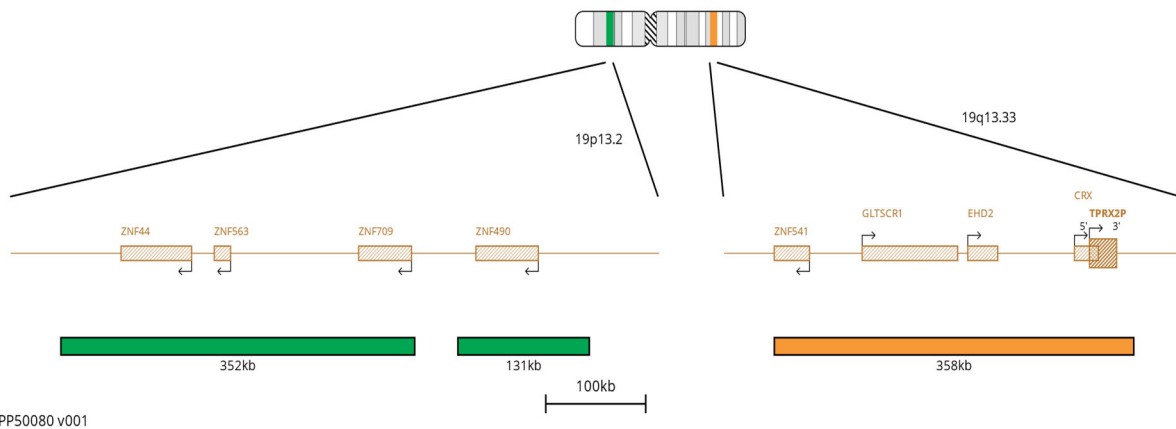 19p13.2
19q13.33
CRX
ZNF44
ZNF563
ZNF709
ZNF490
ZNF541
GLTSCR1
EHD2
TPRX2P
5'
3'
352kb
131kb
358kb
100kb
PP50080 v001